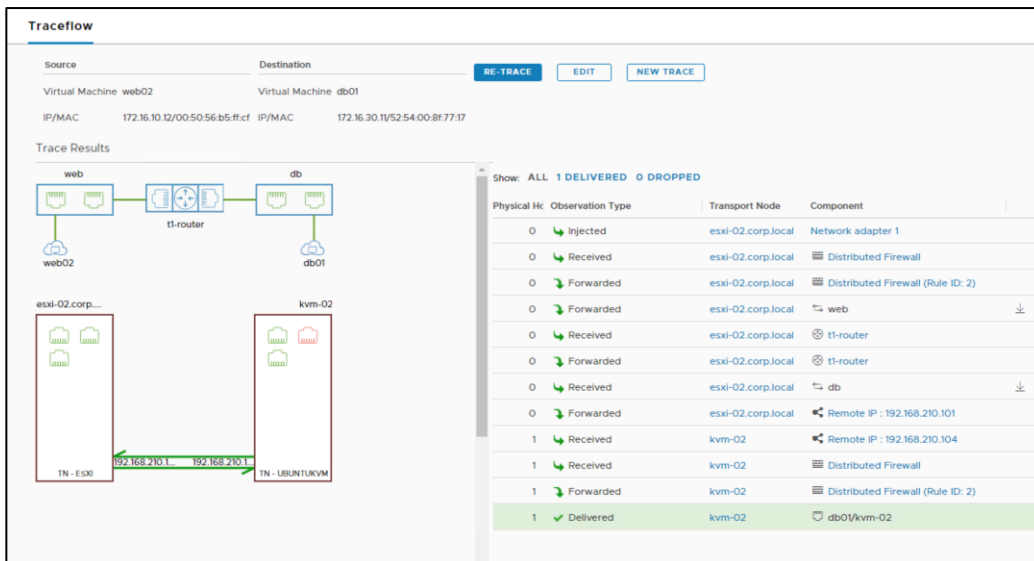 Traceflow
Source Destination
RE-TRACE EDIT NEW TRACE
Virtual Machine web02 Virtual Machine db01
IP/MAC 172.16.10.12/00:50:56:b5:ff:cf IP/MAC 172.16.30.11/52:54:00:8f:77:17
Trace Results
web db
t1-router
web02 db01
esxi-02.corp.... kvm-02
192.168.210.1... 192.168.210.1...
TN - ESXI TN - UBUNTUKVM
Show: ALL 1 DELIVERED 0 DROPPED
Physical Hc Observation Type Transport Node Component
0 Injected esxi-02.corp.local Network adapter 1
0 Received esxi-02.corp.local Distributed Firewall
0 Forwarded esxi-02.corp.local Distributed Firewall (Rule ID: 2)
0 Forwarded esxi-02.corp.local web
0 Received esxi-02.corp.local t1-router
0 Forwarded esxi-02.corp.local t1-router
0 Received esxi-02.corp.local db
0 Forwarded esxi-02.corp.local Remote IP : 192.168.210.101
1 Received kvm-02 Remote IP : 192.168.210.104
1 Received kvm-02 Distributed Firewall
1 Forwarded kvm-02 Distributed Firewall (Rule ID: 2)
1 Delivered kvm-02 db01/kvm-02